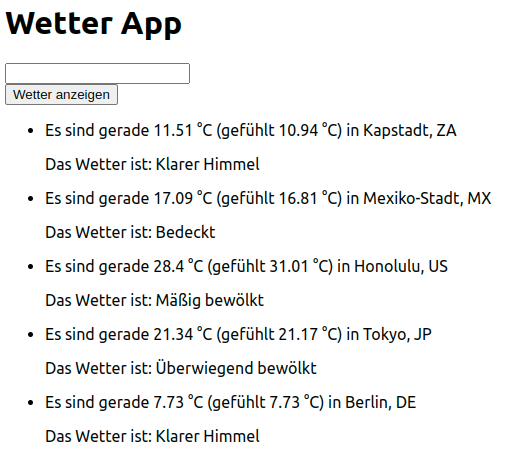 Wetter App
Wetter anzeigen
Es sind gerade 11.51 °C (gefühlt 10.94 °C) in Kapstadt, ZA
Das Wetter ist: Klarer Himmel
Es sind gerade 17.09 °C (gefühlt 16.81 °C) in Mexiko-Stadt, MX
Das Wetter ist: Bedeckt
Es sind gerade 28.4 °C (gefühlt 31.01 °C) in Honolulu, US
Das Wetter ist: Mäßig bewölkt
Es sind gerade 21.34 °C (gefühlt 21.17 °C) in Tokyo, JP
Das Wetter ist: Überwiegend bewölkt
Es sind gerade 7.73 °C (gefühlt 7.73 °C) in Berlin, DE
Das Wetter ist: Klarer Himmel